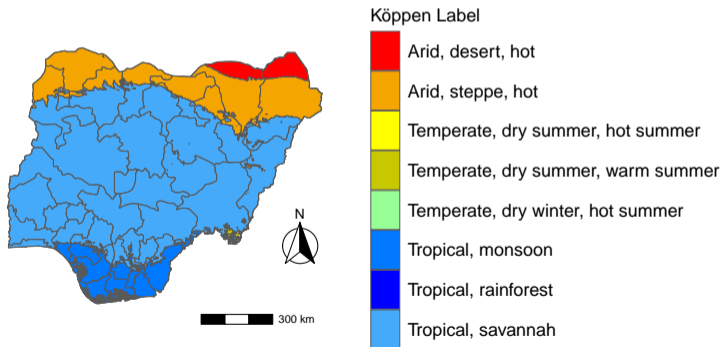 Köppen Label
Arid, desert, hot
Arid, steppe, hot
Temperate, dry summer, hot summer
Temperate, dry summer, warm summer
Temperate, dry winter, hot summer
Tropical, monsoon
Tropical, rainforest
Tropical, savannah
N
300 km